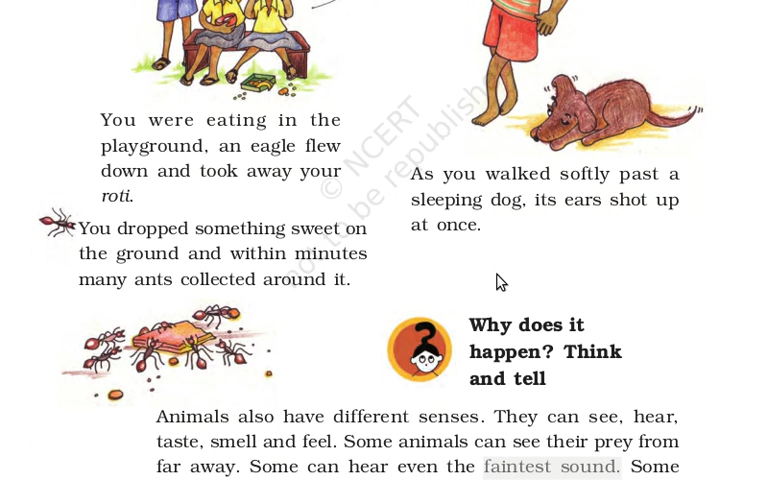 You were eating in the
playground, an eagle flew
down and took away your
roti.
You dropped something sweet on
the ground and within minutes
many ants collected around it.
As you walked softly past a
sleeping dog, its ears shot up
at once.
Why does it
happen? Think
and tell
Animals also have different senses. They can see, hear,
taste, smell and feel. Some animals can see their prey from
far away. Some can hear even the faintest sound. Some
© NCERT
not to be republished